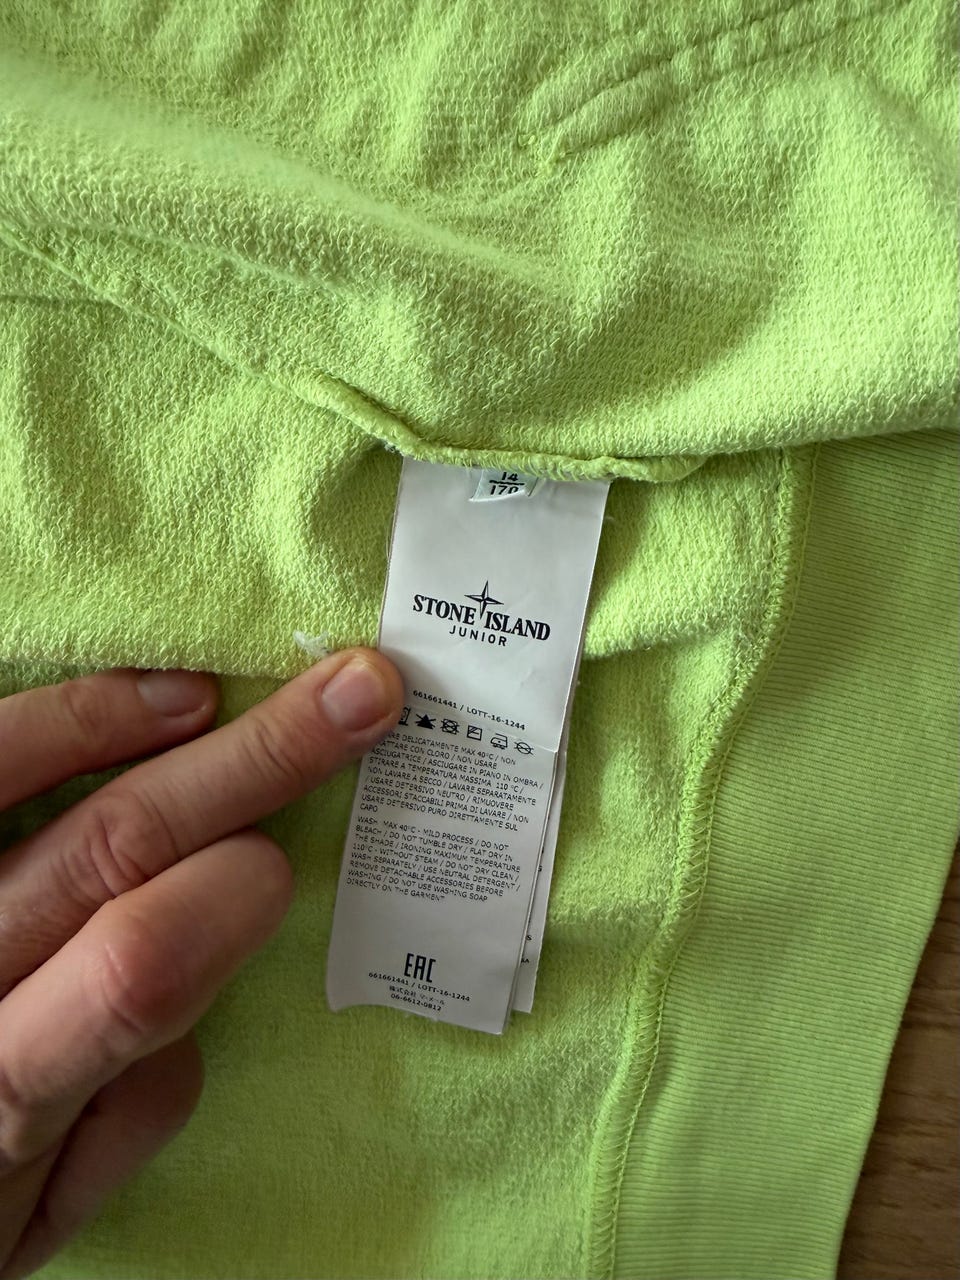 14
170
STONE ISLAND
JUNIOR
661661441 / LOTT-16-1244
DELICATAMENTE MAX 40°C / NON
TRATTARE CON CLORO / NON USARE
ASCIUGATRICE / ASCIUGARE IN PIANO IN OMBRA /
STIRARE A TEMPERATURA MASSIMA 110 °C /
NON LAVARE A SECCO / LAVARE SEPARATAMENTE
/ USARE DETERSIVO NEUTRO / RIMUOVERE
ACCESSORI STACCABILI PRIMA DI LAVARE / NON
USARE DETERSIVO PURO DIRETTAMENTE SUL
CAPO
WASH MAX 40°C - MILD PROCESS / DO NOT
BLEACH / DO NOT TUMBLE DRY / FLAT DRY IN
THE SHADE / IRONING MAXIMUM TEMPERATURE
110°C - WITHOUT STEAM / DO NOT DRY CLEAN /
WASH SEPARATELY / USE NEUTRAL DETERGENT /
REMOVE DETACHABLE ACCESSORIES BEFORE
WASHING / DO NOT USE WASHING SOAP
DIRECTLY ON THE GARMENT
EAC
661661441 / LOTT-16-1244
株式会社
06-6612-0812